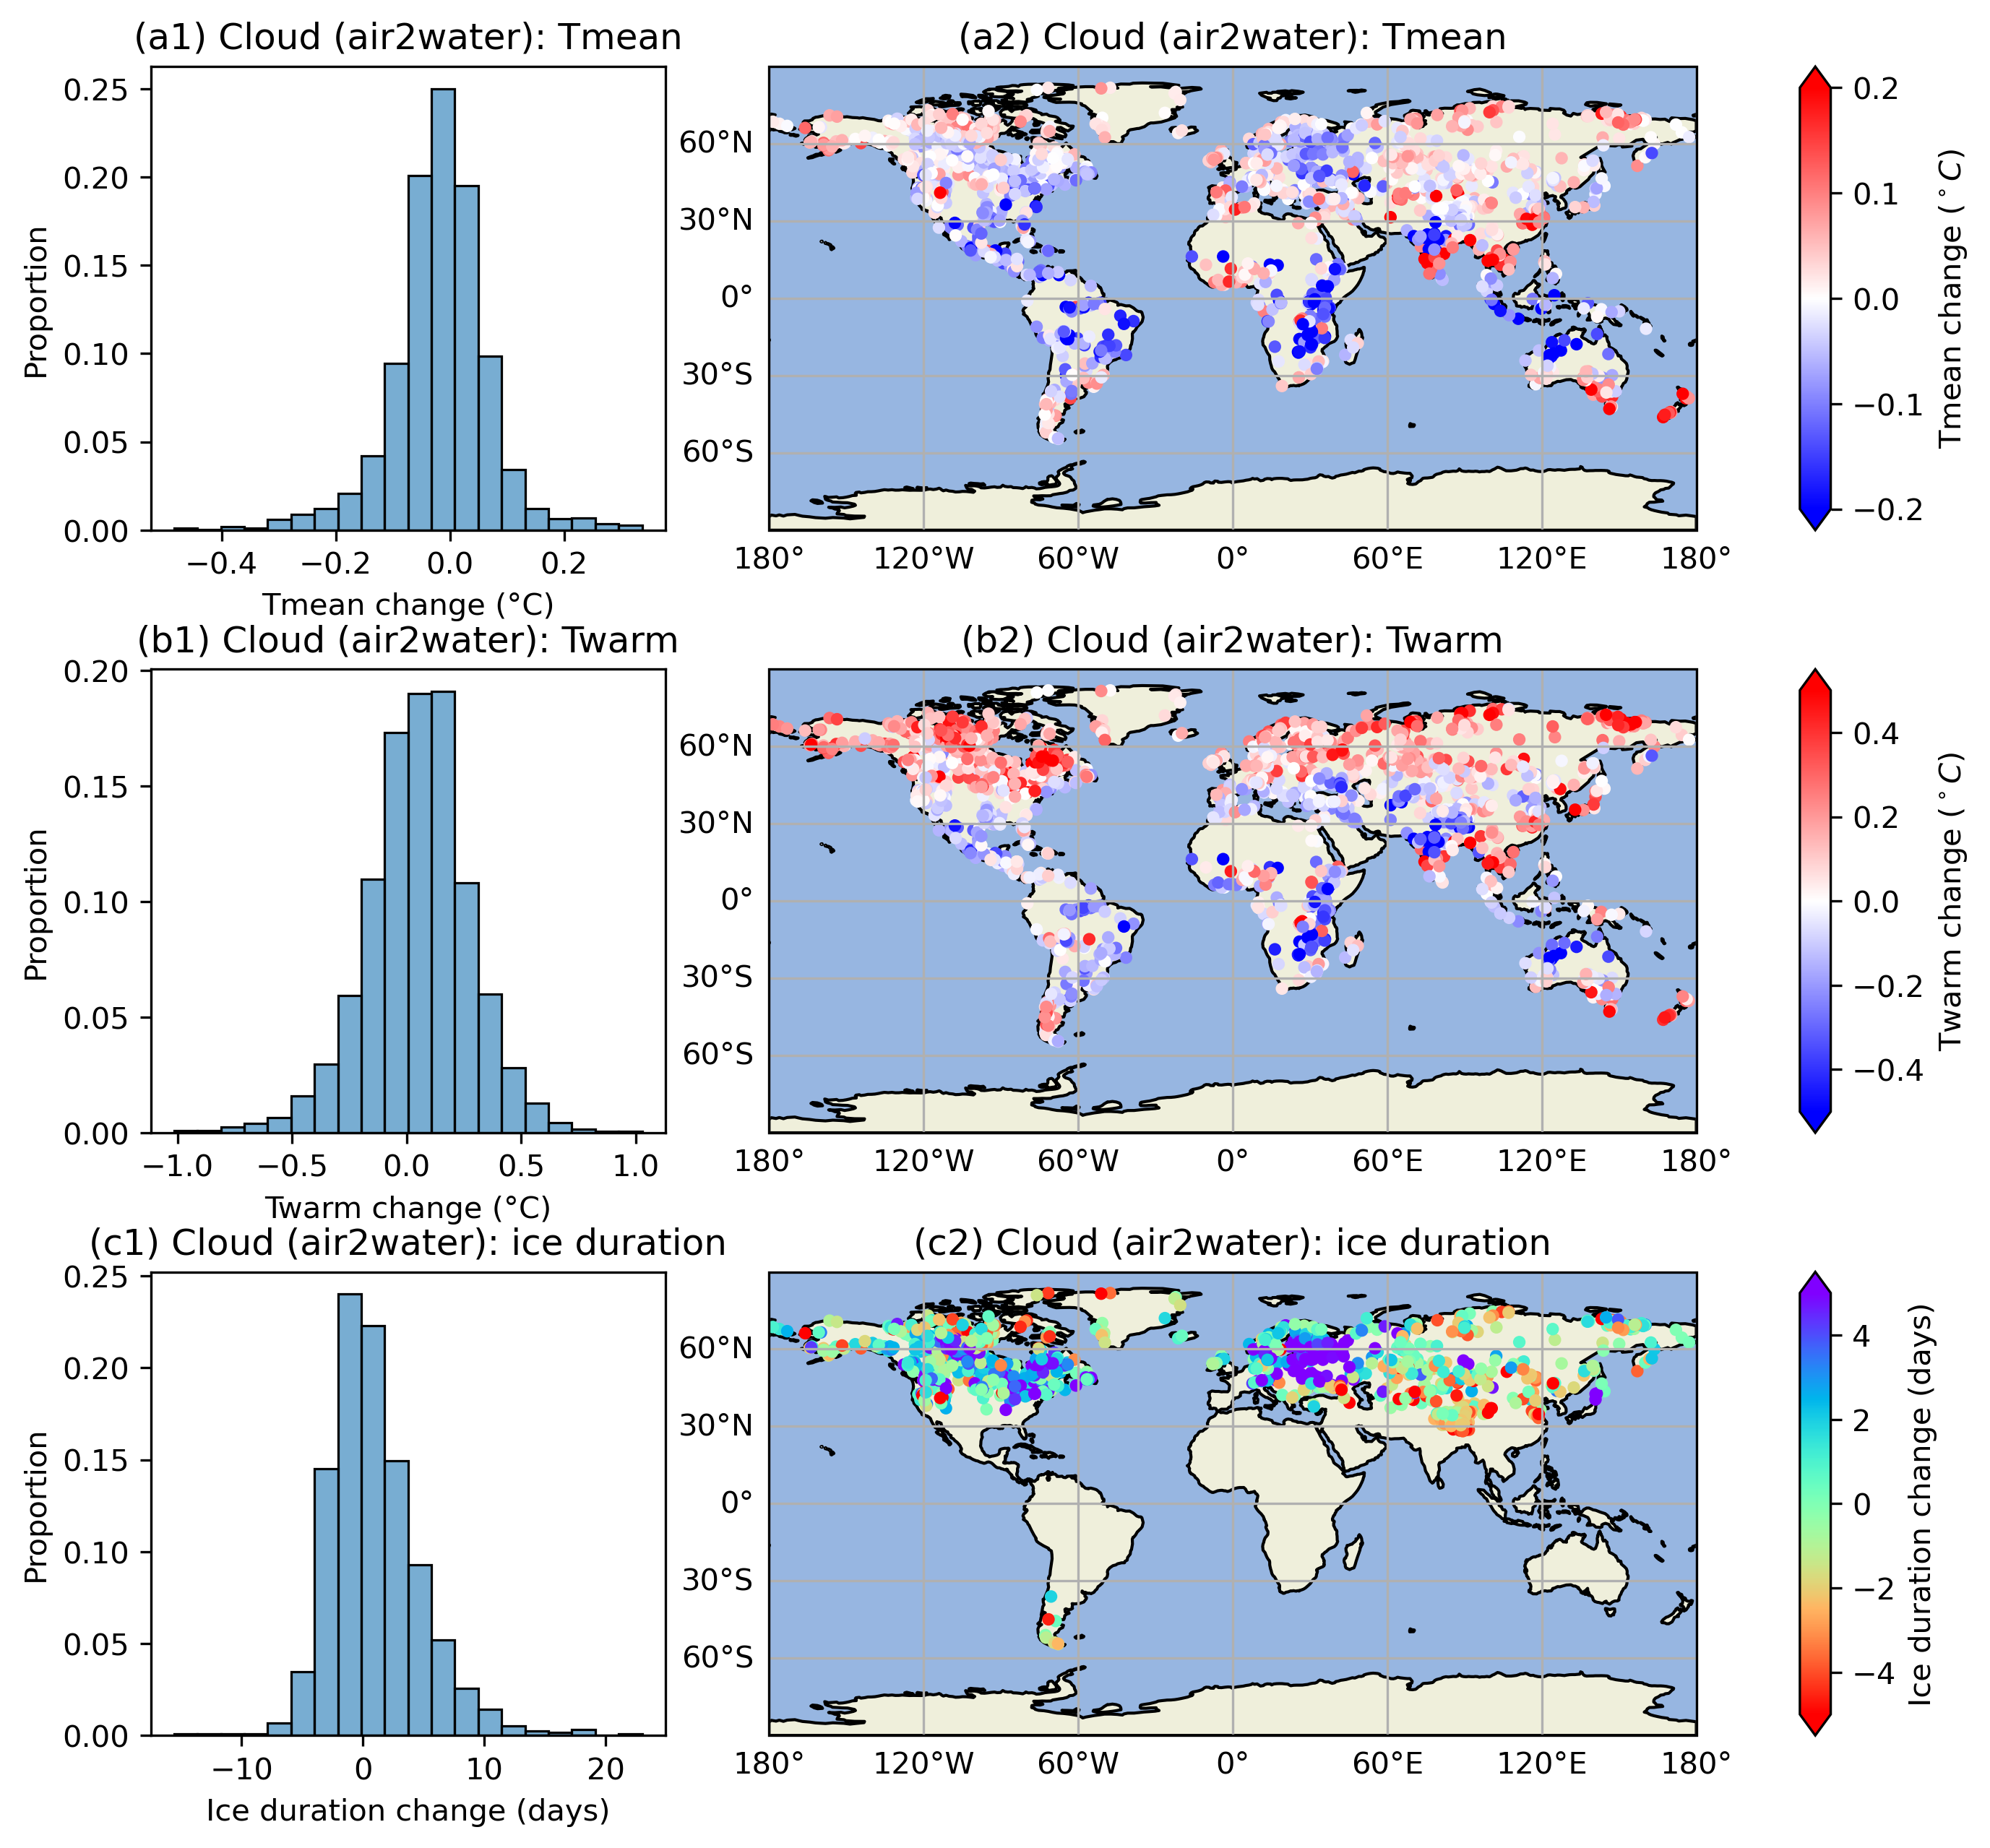 (a1) Cloud (air2water): Tmean
Proportion
0.25
0.20
0.15
0.10
0.05
0.00
−0.4 −0.2 0.0 0.2
Tmean change (°C)
(a2) Cloud (air2water): Tmean
60°N
30°N
0°
30°S
60°S
180° 120°W 60°W 0° 60°E 120°E 180°
0.2
0.1
0.0
−0.1
−0.2
Tmean change (°C)
(b1) Cloud (air2water): Twarm
Proportion
0.20
0.15
0.10
0.05
0.00
−1.0 −0.5 0.0 0.5 1.0
Twarm change (°C)
(b2) Cloud (air2water): Twarm
60°N
30°N
0°
30°S
60°S
180° 120°W 60°W 0° 60°E 120°E 180°
0.4
0.2
0.0
−0.2
−0.4
Twarm change (°C)
(c1) Cloud (air2water): ice duration
Proportion
0.25
0.20
0.15
0.10
0.05
0.00
−10 0 10 20
Ice duration change (days)
(c2) Cloud (air2water): ice duration
60°N
30°N
0°
30°S
60°S
180° 120°W 60°W 0° 60°E 120°E 180°
4
2
0
−2
−4
Ice duration change (days)